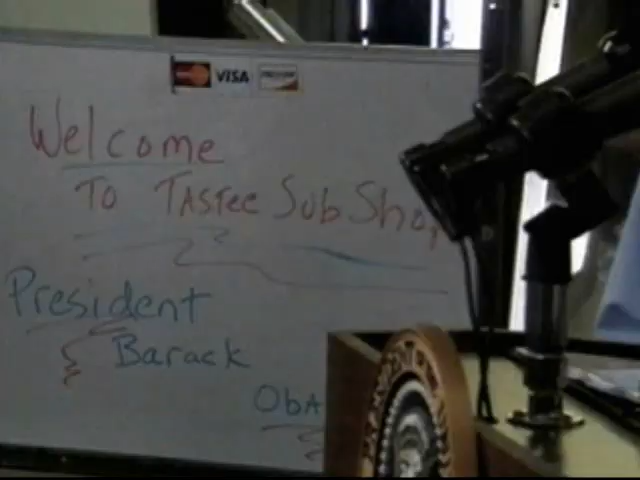 VISA
Welcome
TO TASTEE Sub Shop
President
Barack
ObA